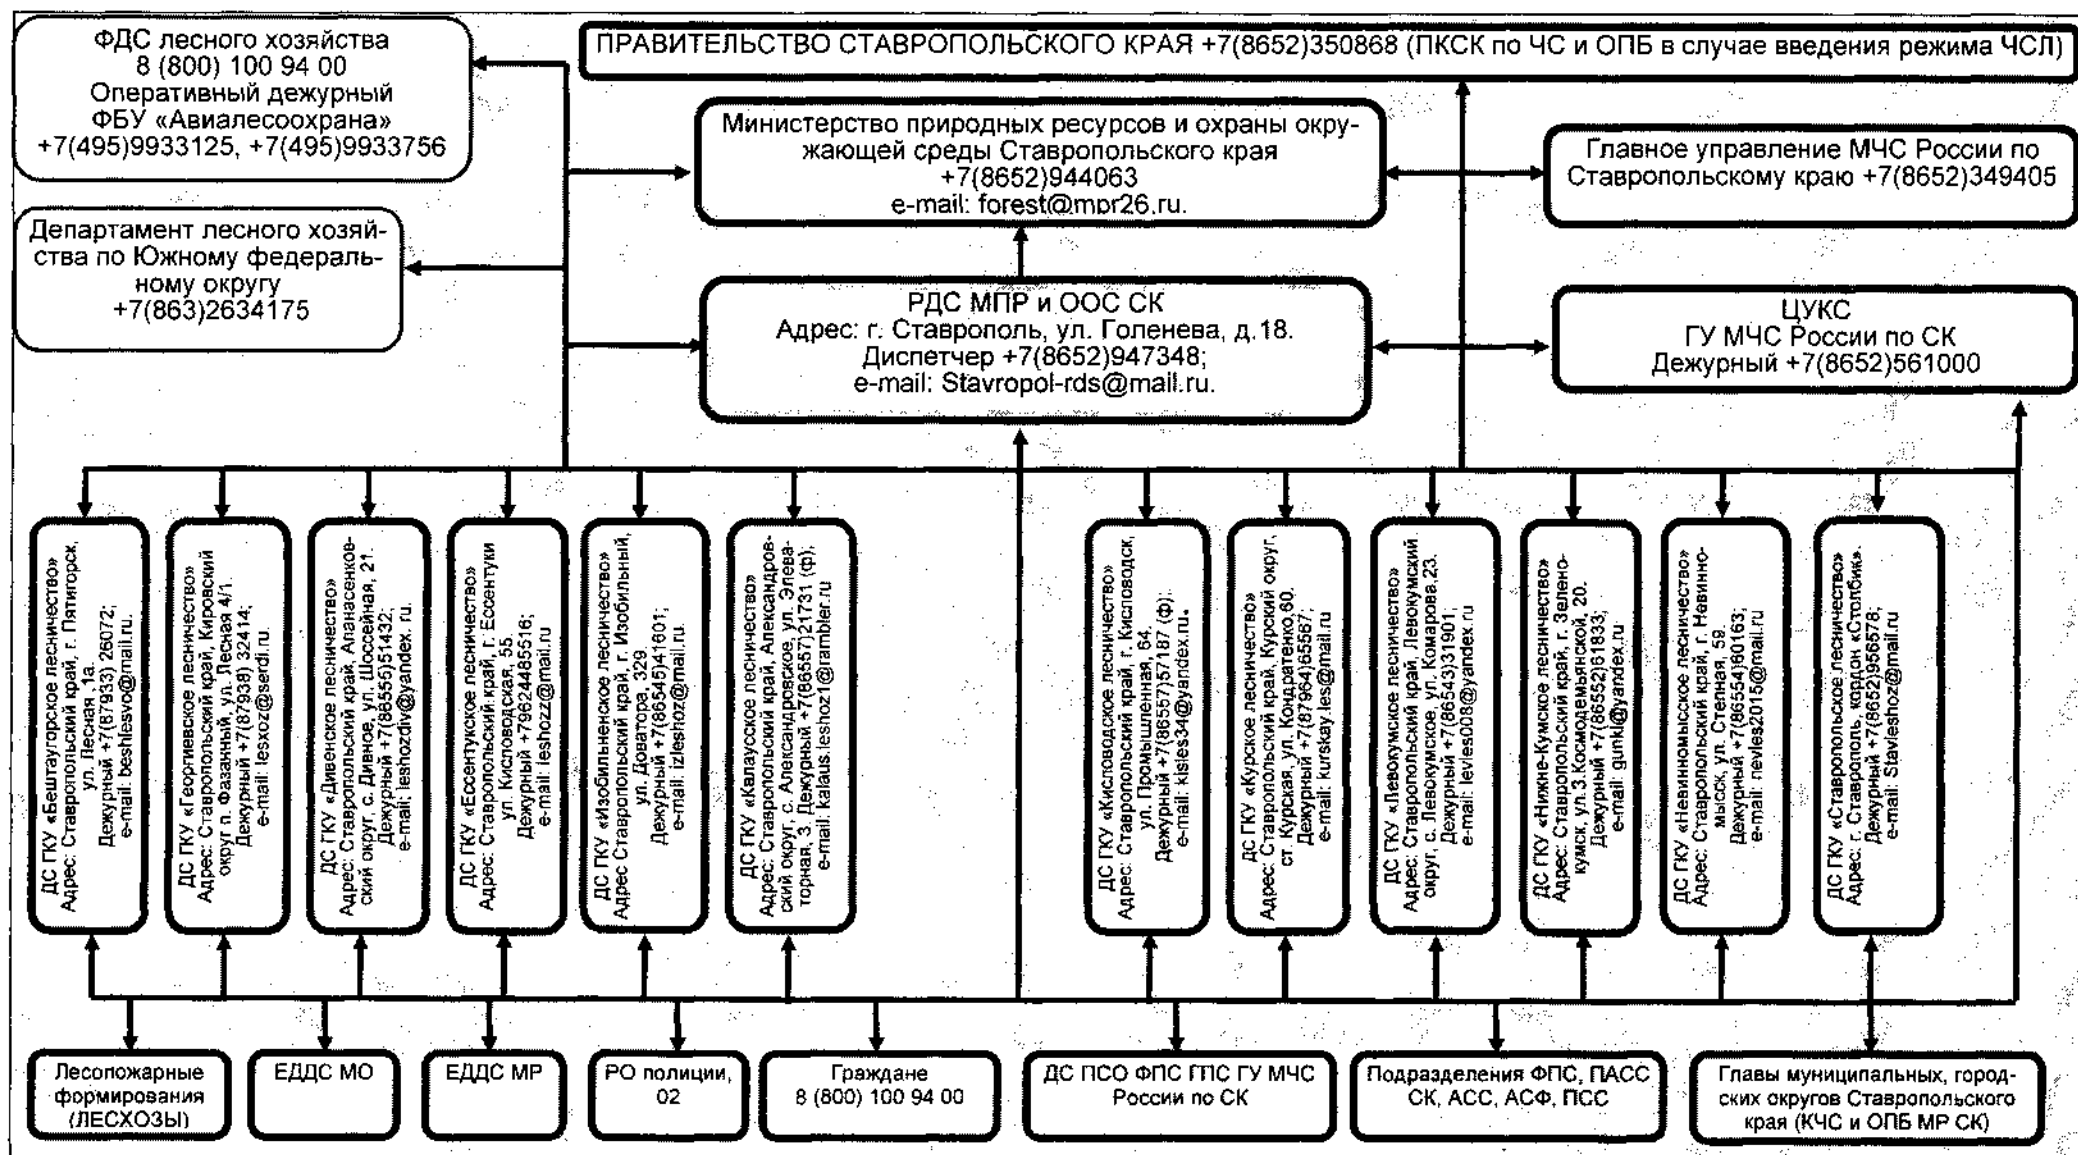 ФДС лесного хозяйства
8 (800) 100 94 00
Оперативный дежурный
ФБУ «Авиалесоохрана»
+7(495)9933125, +7(495)9933756
ПРАВИТЕЛЬСТВО СТАВРОПОЛЬСКОГО КРАЯ +7(8652)350868 (ПКСК по ЧС и ОПБ в случае введения режима ЧСЛ)
Министерство природных ресурсов и охраны окру-
жающей среды Ставропольского края
+7(8652)944063
e-mail: forest@mpr26.ru.
Главное управление МЧС России по
Ставропольскому краю +7(8652)349405
Департамент лесного хозяй-
ства по Южному федераль-
ному округу
+7(863)2634175
РДС МПР и ООС СК
Адрес: г. Ставрополь, ул. Голенева, д.18.
Диспетчер +7(8652)947348;
e-mail: Stavropol-rds@mail.ru.
ЦУКС
ГУ МЧС России по СК
Дежурный +7(8652)561000
ДС ГКУ «Бештаугорское лесничество»
Адрес: Ставропольский край, г. Пятигорск,
ул. Лесная, 1а.
Дежурный +7(87933) 26072;
e-mail: beshlesvo@mail.ru.
ДС ГКУ «Георгиевское лесничество»
Адрес: Ставропольский край, Кировский
округ п. Фазанный, ул. Лесная 4/1.
Дежурный +7(87938) 32414;
e-mail: lesxoz@serdi.ru.
ДС ГКУ «Дивенское лесничество»
Адрес: Ставропольский край, Апанасенков-
ский округ, с. Дивное, ул. Шоссейная, 21.
Дежурный +7(86555)51432;
e-mail: leshozdiv@yandex. ru.
ДС ГКУ «Ессентукое лесничество»
Адрес: Ставропольский край, г. Ессентуки
ул. Кисловодская, 55.
Дежурный +79624485516;
e-mail: leshozz@mail.ru
ДС ГКУ «Изобильненское лесничество»
Адрес Ставропольский край, г. Изобильный,
ул. Доватора, 329
Дежурный +7(86545)41601;
e-mail: izleshoz@mail.ru.
ДС ГКУ «Калаусское лесничество»
Адрес: Ставропольский край, Александров-
ский округ, с. Александровское, ул. Элева-
торная, 3. Дежурный +7(86557)21731 (ф),
e-mail: kalaus.leshoz1@rambler.ru
ДС ГКУ «Кисловодское лесничество»
Адрес: Ставропольский край, г. Кисловодск,
ул. Промышленная, 64.
Дежурный +7(86557)57187 (Ф);
e-mail: kisles34@yandex.ru.
ДС ГКУ «Курское лесничество»
Адрес: Ставропольский край, Курский округ,
ст. Курская, ул. Кондратенко,60.
Дежурный +7(87964)65587;
e-mail: kurskay.les@mail.ru
ДС ГКУ «Левокумское лесничество»
Адрес: Ставропольский край, Левокумский
округ, с. Левокумское, ул. Комарова,23.
Дежурный +7(86543)31901;
e-mail: levles008@yandex.ru
ДС ГКУ «Нижне-Кумское лесничество»
Адрес: Ставропольский край, г. Зелено-
кумск, ул.З.Космодемьянской, 20.
Дежурный +7(86552)61833;
e-mail: gunkl@yandex.ru
ДС ГКУ «Невинномысское лесничество»
Адрес: Ставропольский край, г. Невинно-
мысск, ул. Степная, 59.
Дежурный +7(86554)60163;
e-mail: nevles2015@mail.ru
ДС ГКУ «Ставропольское лесничество»
Адрес: г. Ставрополь, кордон «Столбик».
Дежурный +7(8652)956578;
e-mail: Stavleshoz@mail.ru
Лесопожарные
формирования
(ЛЕСХОЗЫ)
ЕДДС МО
ЕДДС МР
РО полиции,
02
Граждане
8 (800) 100 94 00
ДС ПСО ФПС ГПС ГУ МЧС
России по СК
Подразделения ФПС, ПАСС
СК, АСС, АСФ, ПСС
Главы муниципальных, город-
ских округов Ставропольского
края (КЧС и ОПБ МР СК)